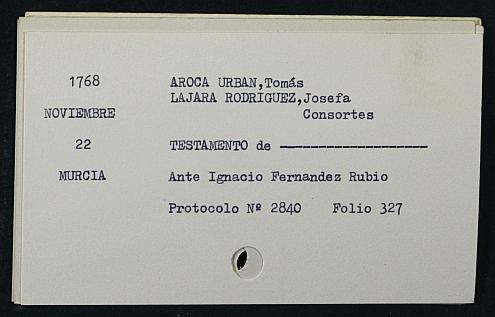 1768 AROCA URBAN,Tomás
LAJARA RODRIGUEZ,Josefa
NOVIEMBRE Consortes
22 TESTAMENTO de -------------------
MURCIA Ante Ignacio Fernandez Rubio
Protocolo Nº 2840 Folio 327